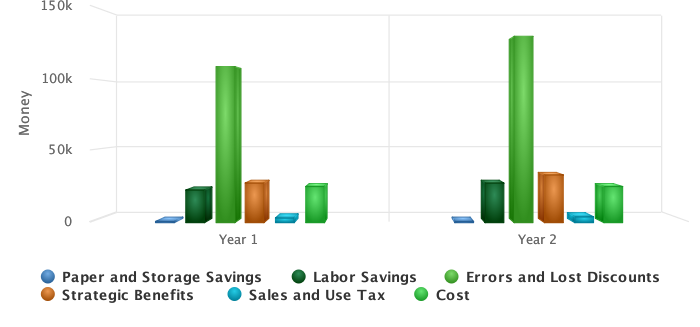 150k
100k
50k
0
Money
Year 1
Year 2
Paper and Storage Savings
Labor Savings
Errors and Lost Discounts
Strategic Benefits
Sales and Use Tax
Cost